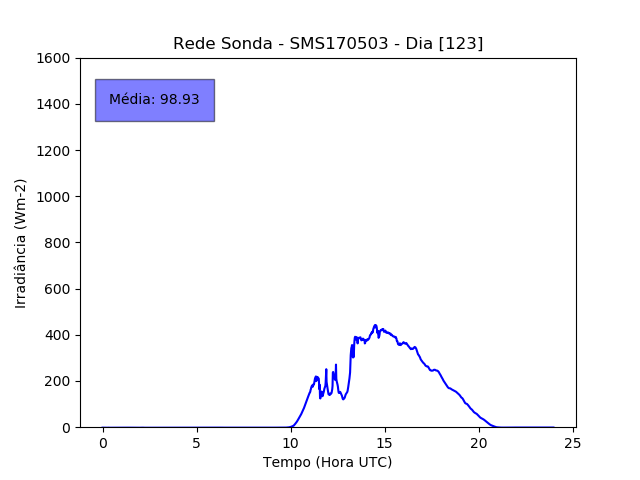 Rede Sonda - SMS170503 - Dia [123]
1600
1400
1200
1000
800
600
400
200
0
Média: 98.93
Irradiância (Wm-2)
0 5 10 15 20 25
Tempo (Hora UTC)